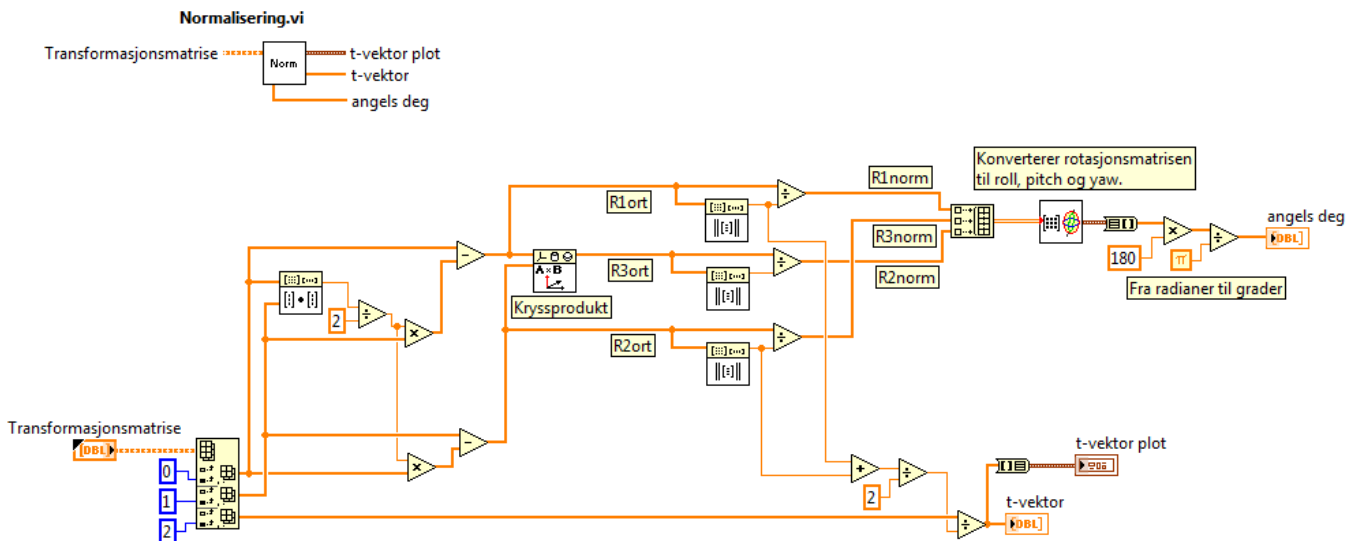 Normalisering.vi
Transformasjonsmatrise
Norm
t-vektor plot
t-vektor
angels deg
Konverterer rotasjonsmatrisen
til roll, pitch og yaw.
R1norm
R1ort
R3norm
angels deg
DBL
180
π
Fra radianer til grader
A×B
R3ort
R2norm
Kryssprodukt
2
R2ort
Transformasjonsmatrise
DBL
0
1
2
2
t-vektor plot
t-vektor
DBL